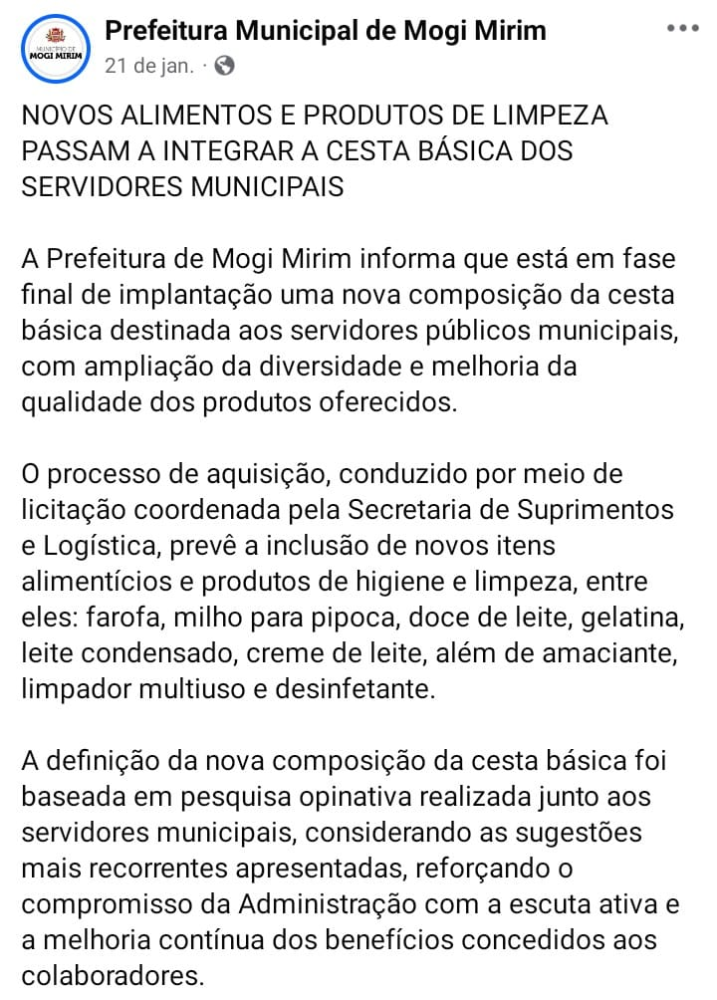 Prefeitura Municipal de Mogi Mirim
21 de jan. ·
MUNICÍPIO DE
MOGI MIRIM
NOVOS ALIMENTOS E PRODUTOS DE LIMPEZA
PASSAM A INTEGRAR A CESTA BÁSICA DOS
SERVIDORES MUNICIPAIS
A Prefeitura de Mogi Mirim informa que está em fase
final de implantação uma nova composição da cesta
básica destinada aos servidores públicos municipais,
com ampliação da diversidade e melhoria da
qualidade dos produtos oferecidos.
O processo de aquisição, conduzido por meio de
licitação coordenada pela Secretaria de Suprimentos
e Logística, prevê a inclusão de novos itens
alimentícios e produtos de higiene e limpeza, entre
eles: farofa, milho para pipoca, doce de leite, gelatina,
leite condensado, creme de leite, além de amaciante,
limpador multiuso e desinfetante.
A definição da nova composição da cesta básica foi
baseada em pesquisa opinativa realizada junto aos
servidores municipais, considerando as sugestões
mais recorrentes apresentadas, reforçando o
compromisso da Administração com a escuta ativa e
a melhoria contínua dos benefícios concedidos aos
colaboradores.